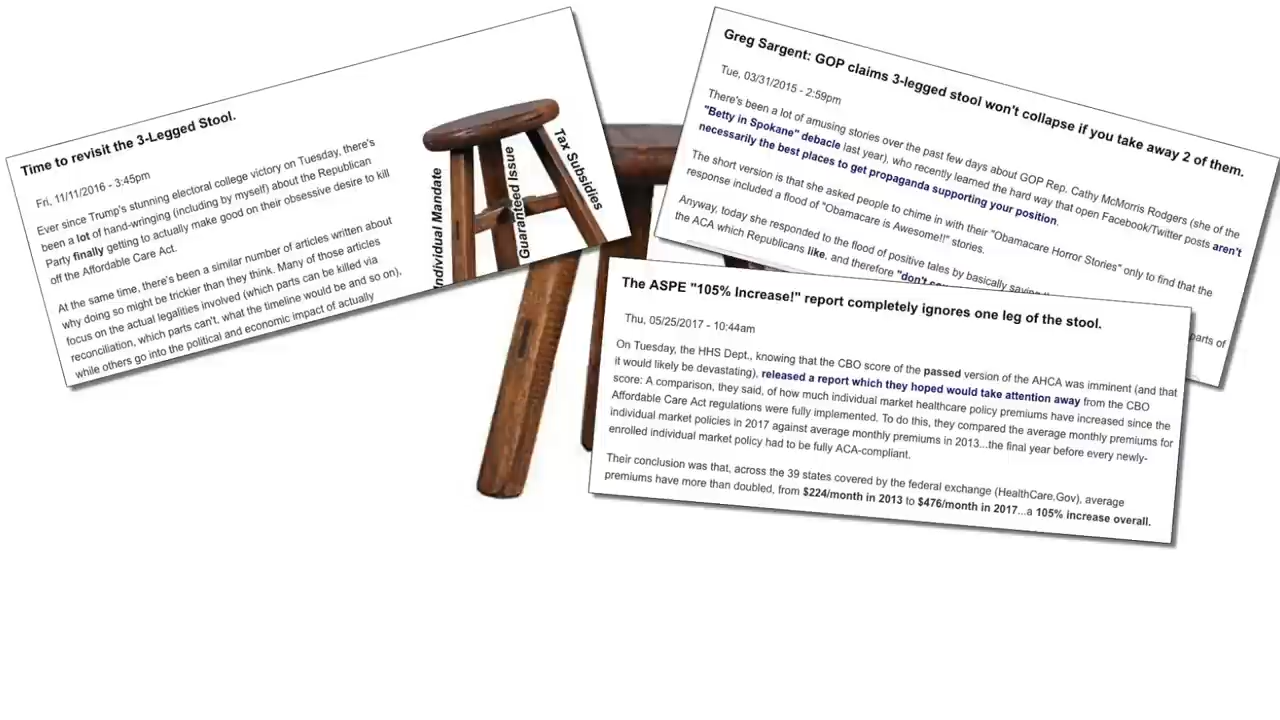 Time to revisit the 3-Legged Stool.
Fri, 11/11/2016 - 3:45pm
Ever since Trump's stunning electoral college victory on Tuesday, there's
been a lot of hand-wringing (including by myself) about the Republican
Party finally getting to actually make good on their obsessive desire to kill
off the Affordable Care Act.
At the same time, there's been a similar number of articles written about
why doing so might be trickier than they think. Many of those articles
focus on the actual legalities involved (which parts can be killed via
reconciliation, which parts can't, what the timeline would be and so on),
while others go into the political and economic impact of actually
Individual Mandate
Guaranteed Issue
Tax Subsidies
Greg Sargent: GOP claims 3-legged stool won't collapse if you take away 2 of them.
Tue, 03/31/2015 - 2:59pm
There's been a lot of amusing stories over the past few days about GOP Rep. Cathy McMorris Rodgers (she of the
"Betty in Spokane" debacle last year), who recently learned the hard way that open Facebook/Twitter posts aren't
necessarily the best places to get propaganda supporting your position.
The short version is that she asked people to chime in with their "Obamacare Horror Stories" only to find that the
response included a flood of "Obamacare is Awesome!!" stories.
Anyway, today she responded to the flood of positive tales by basically saying
the ACA which Republicans like, and therefore "don't
parts of
The ASPE "105% Increase!" report completely ignores one leg of the stool.
Thu, 05/25/2017 - 10:44am
On Tuesday, the HHS Dept., knowing that the CBO score of the passed version of the AHCA was imminent (and that
it would likely be devastating), released a report which they hoped would take attention away from the CBO
score: A comparison, they said, of how much individual market healthcare policy premiums have increased since the
Affordable Care Act regulations were fully implemented. To do this, they compared the average monthly premiums for
individual market policies in 2017 against average monthly premiums in 2013...the final year before every newly-
enrolled individual market policy had to be fully ACA-compliant.
Their conclusion was that, across the 39 states covered by the federal exchange (HealthCare.Gov), average
premiums have more than doubled, from $224/month in 2013 to $476/month in 2017...a 105% increase overall.